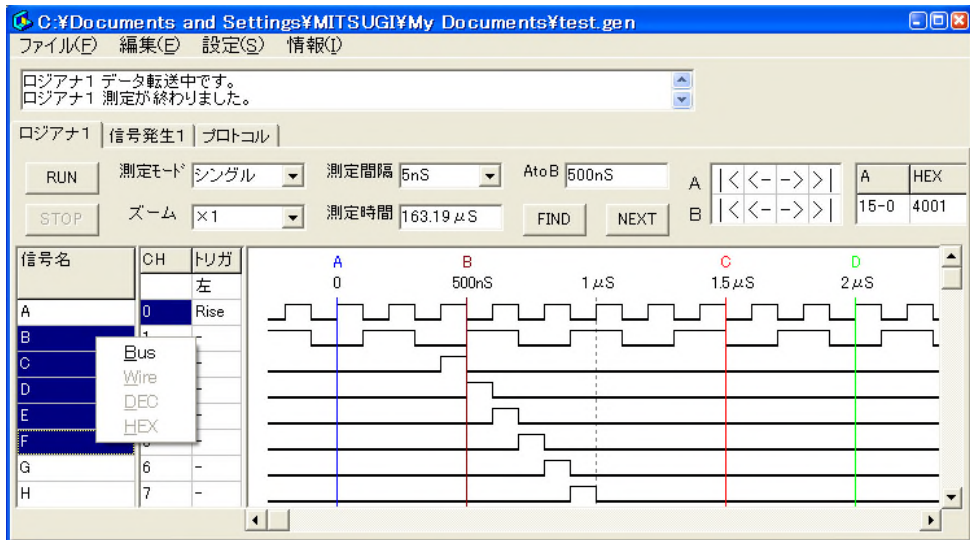 C:¥Documents and Settings¥MITSUGI¥My Documents¥test.gen
ファイル(F) 編集(E) 設定(S) 情報(I)
ロジアナ1 データ転送中です。
ロジアナ1 測定が終わりました。
ロジアナ1 信号発生1 プロトコル
RUN 測定モード シングル 測定間隔 5nS AtoB 500nS A |< <- -> >| A HEX
STOP ズーム ×1 測定時間 163.19μS FIND NEXT B |< <- -> >| 15-0 4001
信号名 CH トリガ A B C D
左 0 500nS 1μS 1.5μS 2μS
A 0 Rise
B 1 -
C -
D -
E -
F -
G 6 -
H 7 -
Bus
Wire
DEC
HEX